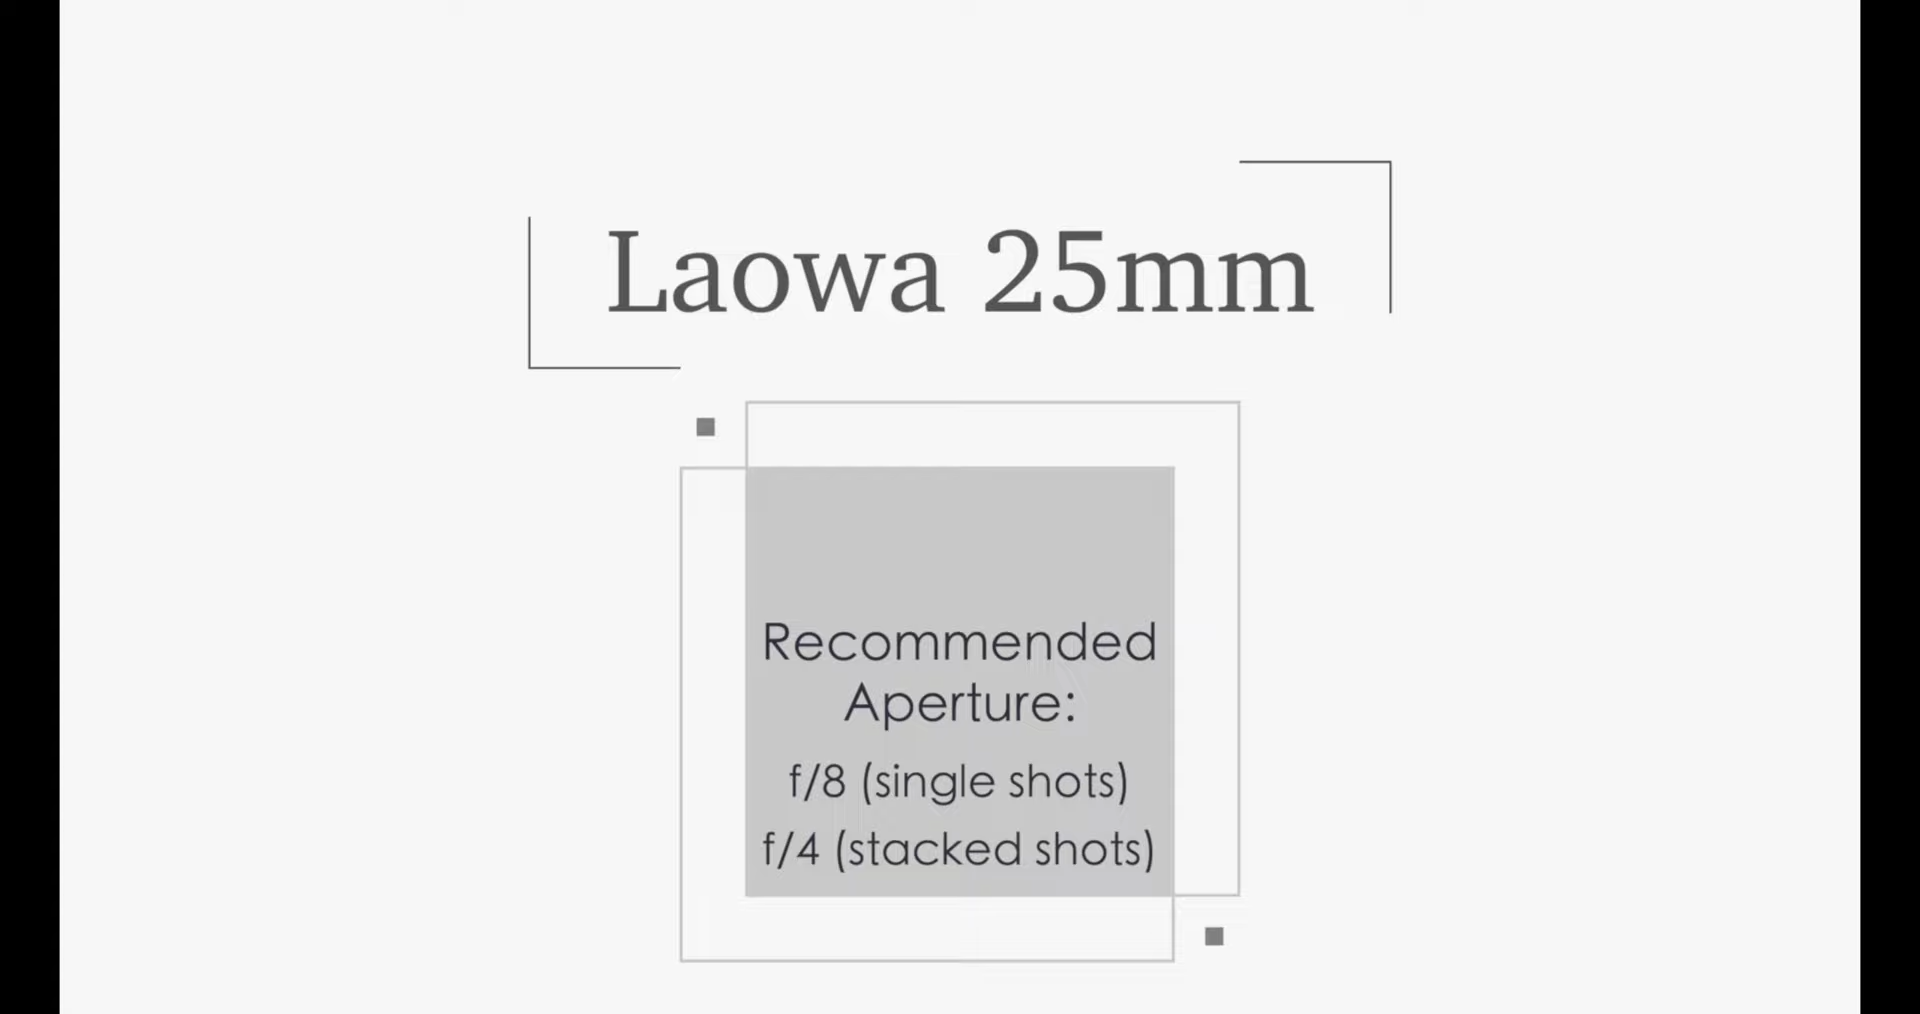 Laowa 25mm
Recommended
Aperture:
f/8 (single shots)
f/4 (stacked shots)